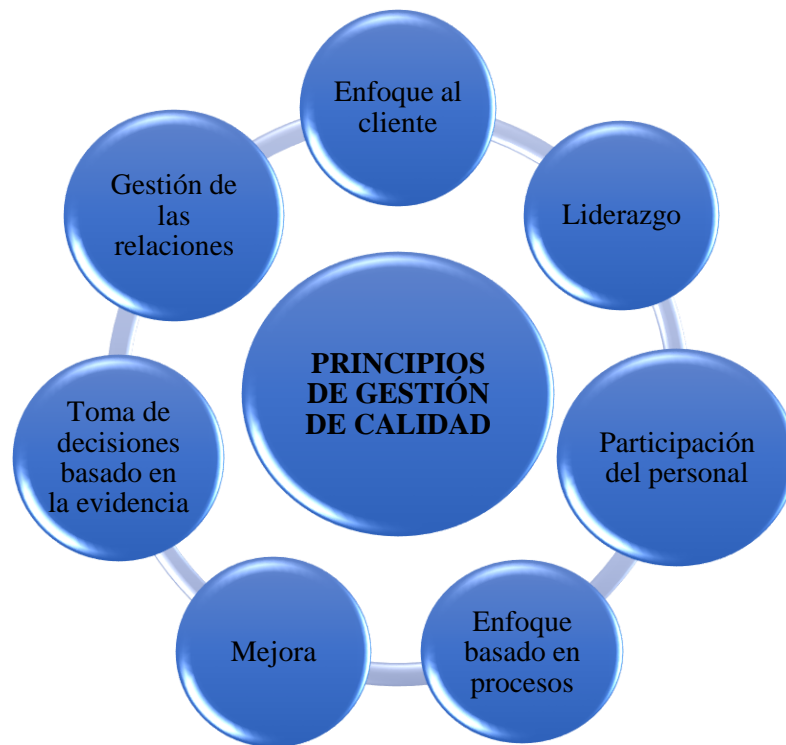 Enfoque al
cliente
Liderazgo
Participación
del personal
Enfoque
basado en
procesos
Mejora
Toma de
decisiones
basado en
la evidencia
Gestión de
las
relaciones
PRINCIPIOS
DE GESTIÓN
DE CALIDAD